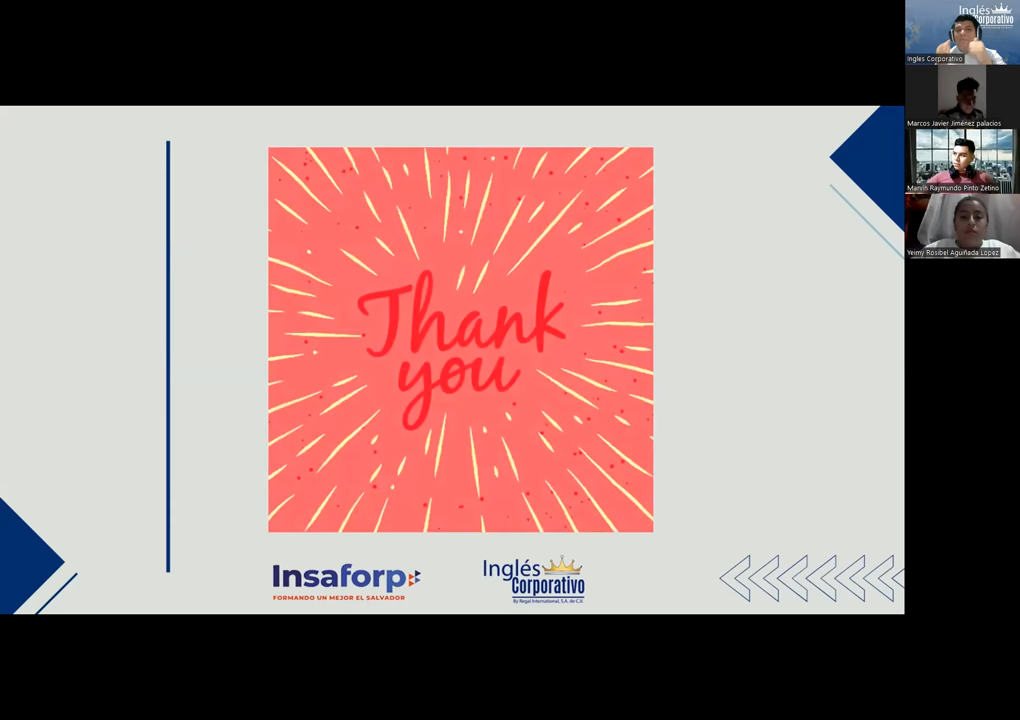 Thank
you
Insaforp
FORMANDO UN MEJOR EL SALVADOR
Inglés
Corporativo
By Regal International, S.A. de C.V.
Inglés
Corporativo
Ingles Corporativo
Marcos Javier Jiménez palacios
Marvin Raymundo Pinto Zetino
Yeimy Rosibel Aguiñada Lopez